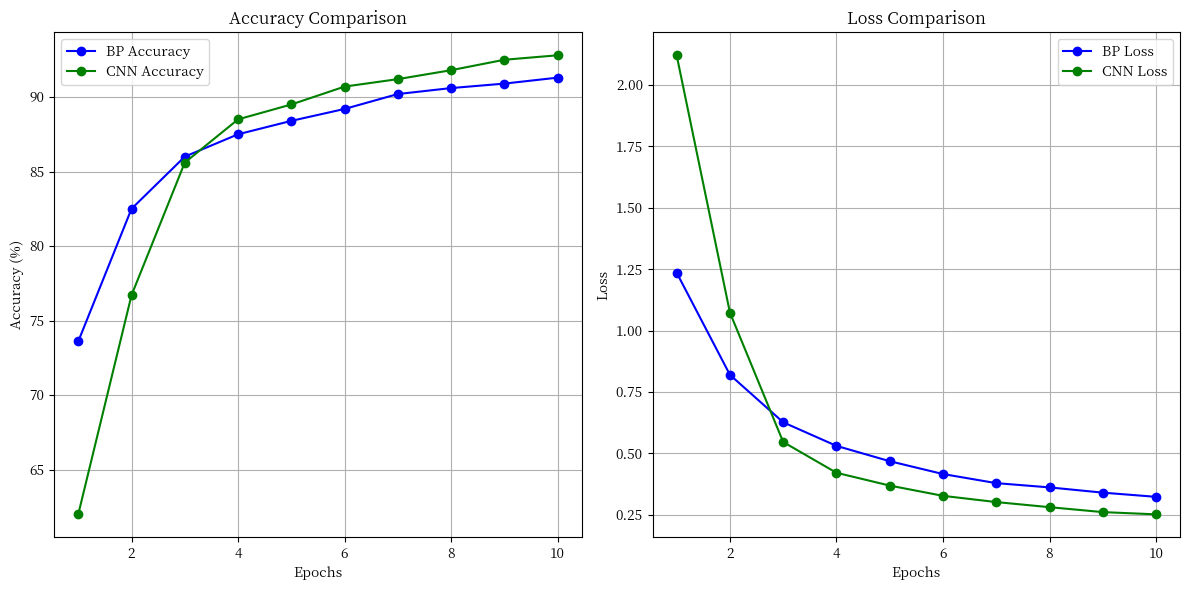 Accuracy Comparison
BP Accuracy
CNN Accuracy
90
85
80
75
70
65
Accuracy (%)
2 4 6 8 10
Epochs
Loss Comparison
BP Loss
CNN Loss
2.00
1.75
1.50
1.25
1.00
0.75
0.50
0.25
Loss
2 4 6 8 10
Epochs